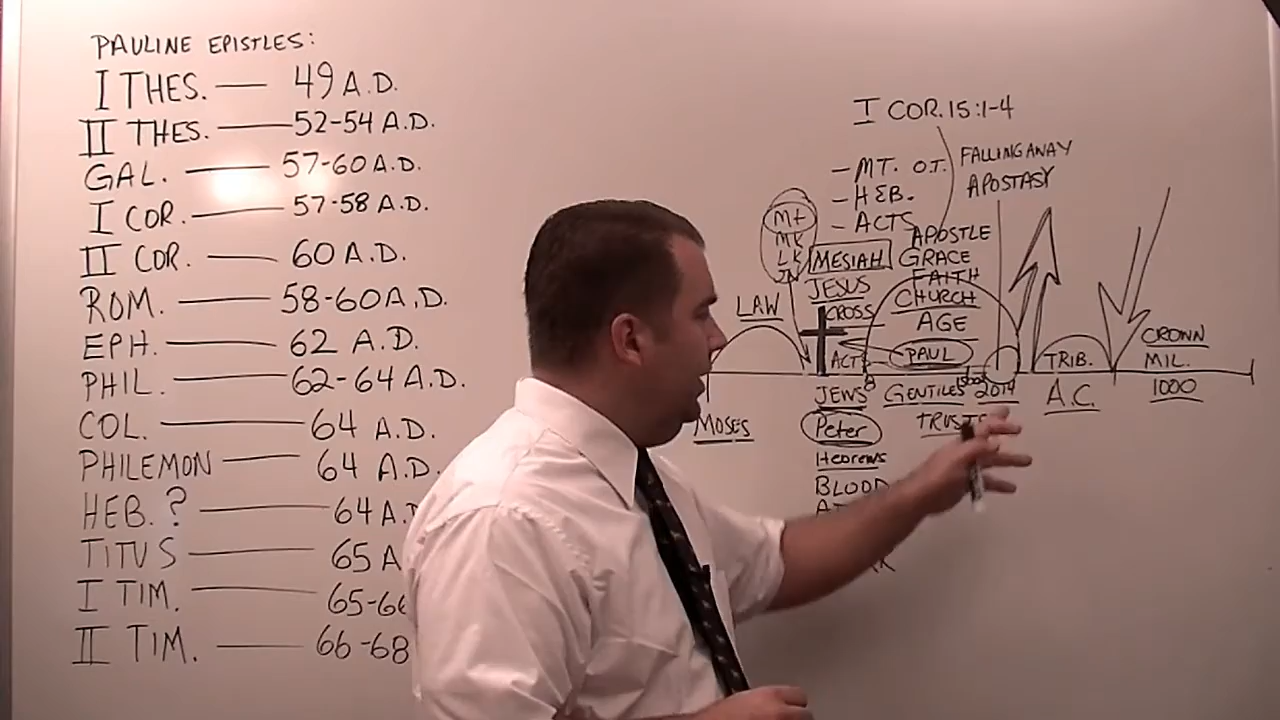 PAULINE EPISTLES:
I THES. — 49 A.D.
II THES. — 52-54 A.D.
GAL. — 57-60 A.D.
I COR. — 57-58 A.D.
II COR. — 60 A.D.
ROM. — 58-60 A.D.
EPH. — 62 A.D.
PHIL. — 62-64 A.D.
COL. — 64 A.D.
PHILEMON — 64 A.D.
HEB. ? — 64 A.D
TITUS — 65 A
I TIM. — 65-66
II TIM. — 66-68
I COR. 15:1-4
- MT. O.T.
- HEB.
- ACTS
FALLING AWAY
APOSTASY
Mt
MK
LK
JN
MESIAH
JESUS
CROSS
ACTS
APOSTLE
GRACE
FAITH
CHURCH
AGE
PAUL
LAW
MOSES
JEWS
Peter
Hebrews
BLOOD
GENTILES
2014
TRIB.
A.C.
CROWN
MIL.
1000